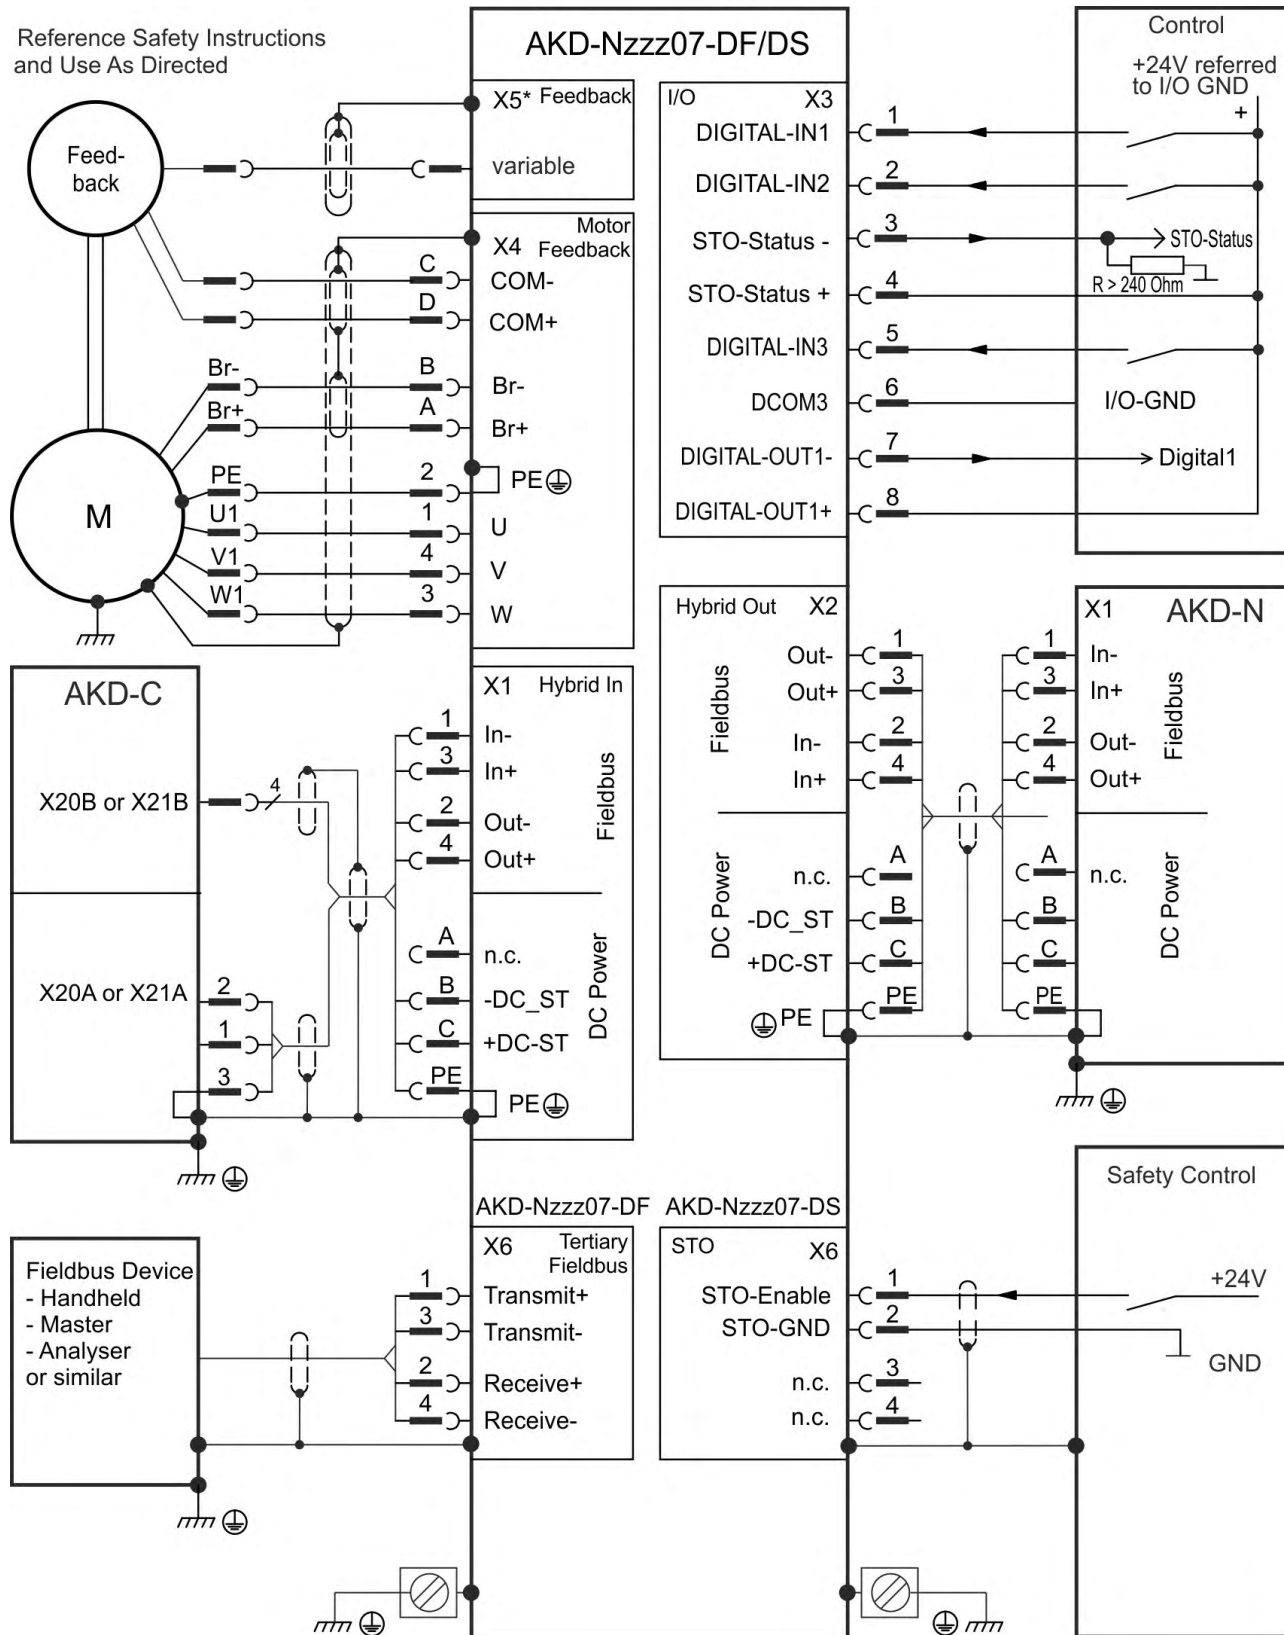 Reference Safety Instructions
and Use As Directed
AKD-Nzzz07-DF/DS
Feed-
back
X5* Feedback
variable
X4
Motor
Feedback
C
COM-
D
COM+
Br-
B
Br-
Br+
A
Br+
PE
2
PE
U1
1
U
V1
4
V
W1
3
W
M
I/O
X3
DIGITAL-IN1
1
DIGITAL-IN2
2
STO-Status -
3
STO-Status +
4
DIGITAL-IN3
5
DCOM3
6
DIGITAL-OUT1-
7
DIGITAL-OUT1+
8
Control
+24V referred
to I/O GND
+
STO-Status
R > 240 Ohm
I/O-GND
Digital1
AKD-C
X20B or X21B
4
X20A or X21A
2
1
3
X1
Hybrid In
1
In-
3
In+
2
Out-
4
Out+
Fieldbus
A
n.c.
B
-DC_ST
C
+DC-ST
PE
PE
DC Power
Hybrid Out
X2
Out-
1
Out+
3
In-
2
In+
4
Fieldbus
n.c.
A
-DC_ST
B
+DC-ST
C
PE
PE
DC Power
X1
AKD-N
1
In-
3
In+
2
Out-
4
Out+
Fieldbus
A
n.c.
B
C
PE
DC Power
AKD-Nzzz07-DF
AKD-Nzzz07-DS
Fieldbus Device
- Handheld
- Master
- Analyser
or similar
X6
Tertiary
Fieldbus
1
Transmit+
3
Transmit-
2
Receive+
4
Receive-
STO
X6
STO-Enable
1
STO-GND
2
n.c.
3
n.c.
4
Safety Control
+24V
GND